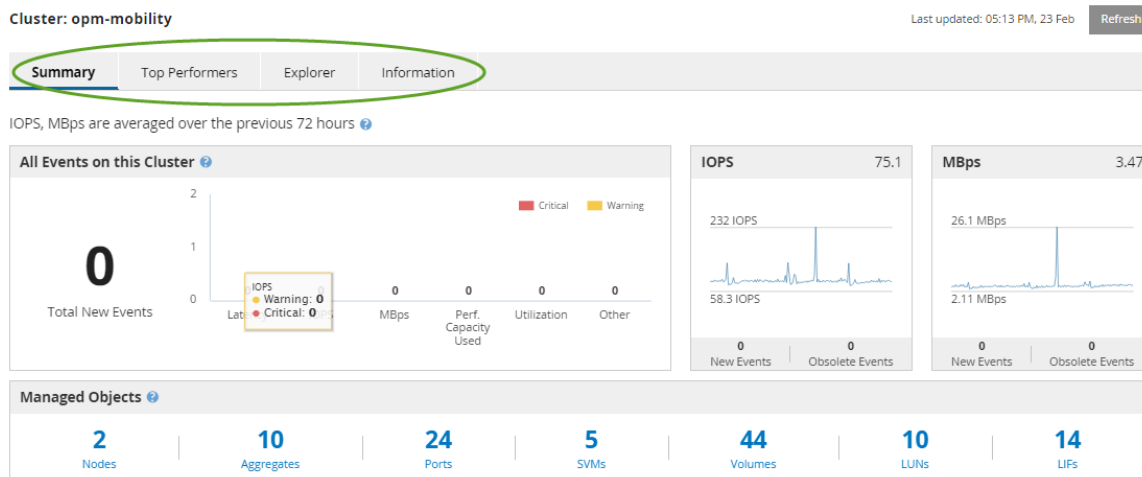 Cluster: opm-mobility
Last updated: 05:13 PM, 23 Feb
Refresh
Summary
Top Performers
Explorer
Information
IOPS, MBps are averaged over the previous 72 hours
All Events on this Cluster
2
1
0
Critical
Warning
0
Total New Events
IOPS
Warning: 0
Critical: 0
0
0
0
0
MBps
Perf.
Capacity
Used
Utilization
Other
IOPS
75.1
232 IOPS
58.3 IOPS
0
New Events
0
Obsolete Events
MBps
3.47
26.1 MBps
2.11 MBps
0
New Events
0
Obsolete Events
Managed Objects
2
Nodes
10
Aggregates
24
Ports
5
SVMs
44
Volumes
10
LUNs
14
LIFs